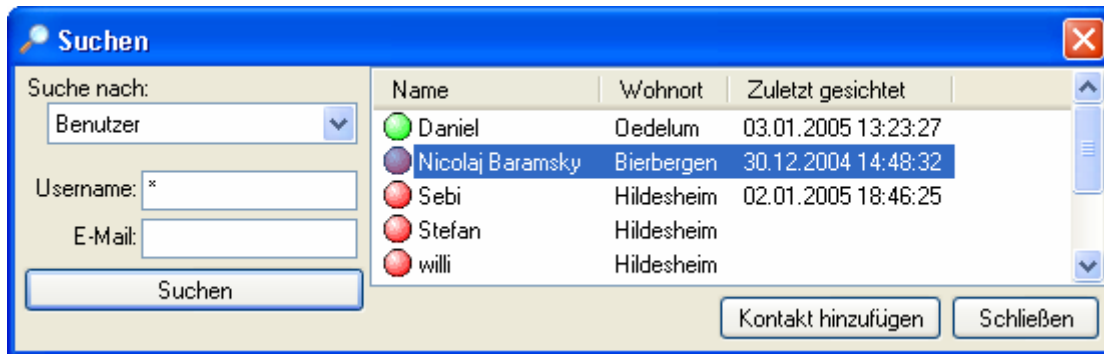 Suchen
Suche nach:
Benutzer
Username: *
E-Mail:
Suchen
Name Wohnort Zuletzt gesichtet
Daniel Oedelum 03.01.2005 13:23:27
Nicolaj Baramsky Bierbergen 30.12.2004 14:48:32
Sebi Hildesheim 02.01.2005 18:46:25
Stefan Hildesheim
willi Hildesheim
Kontakt hinzufügen Schließen